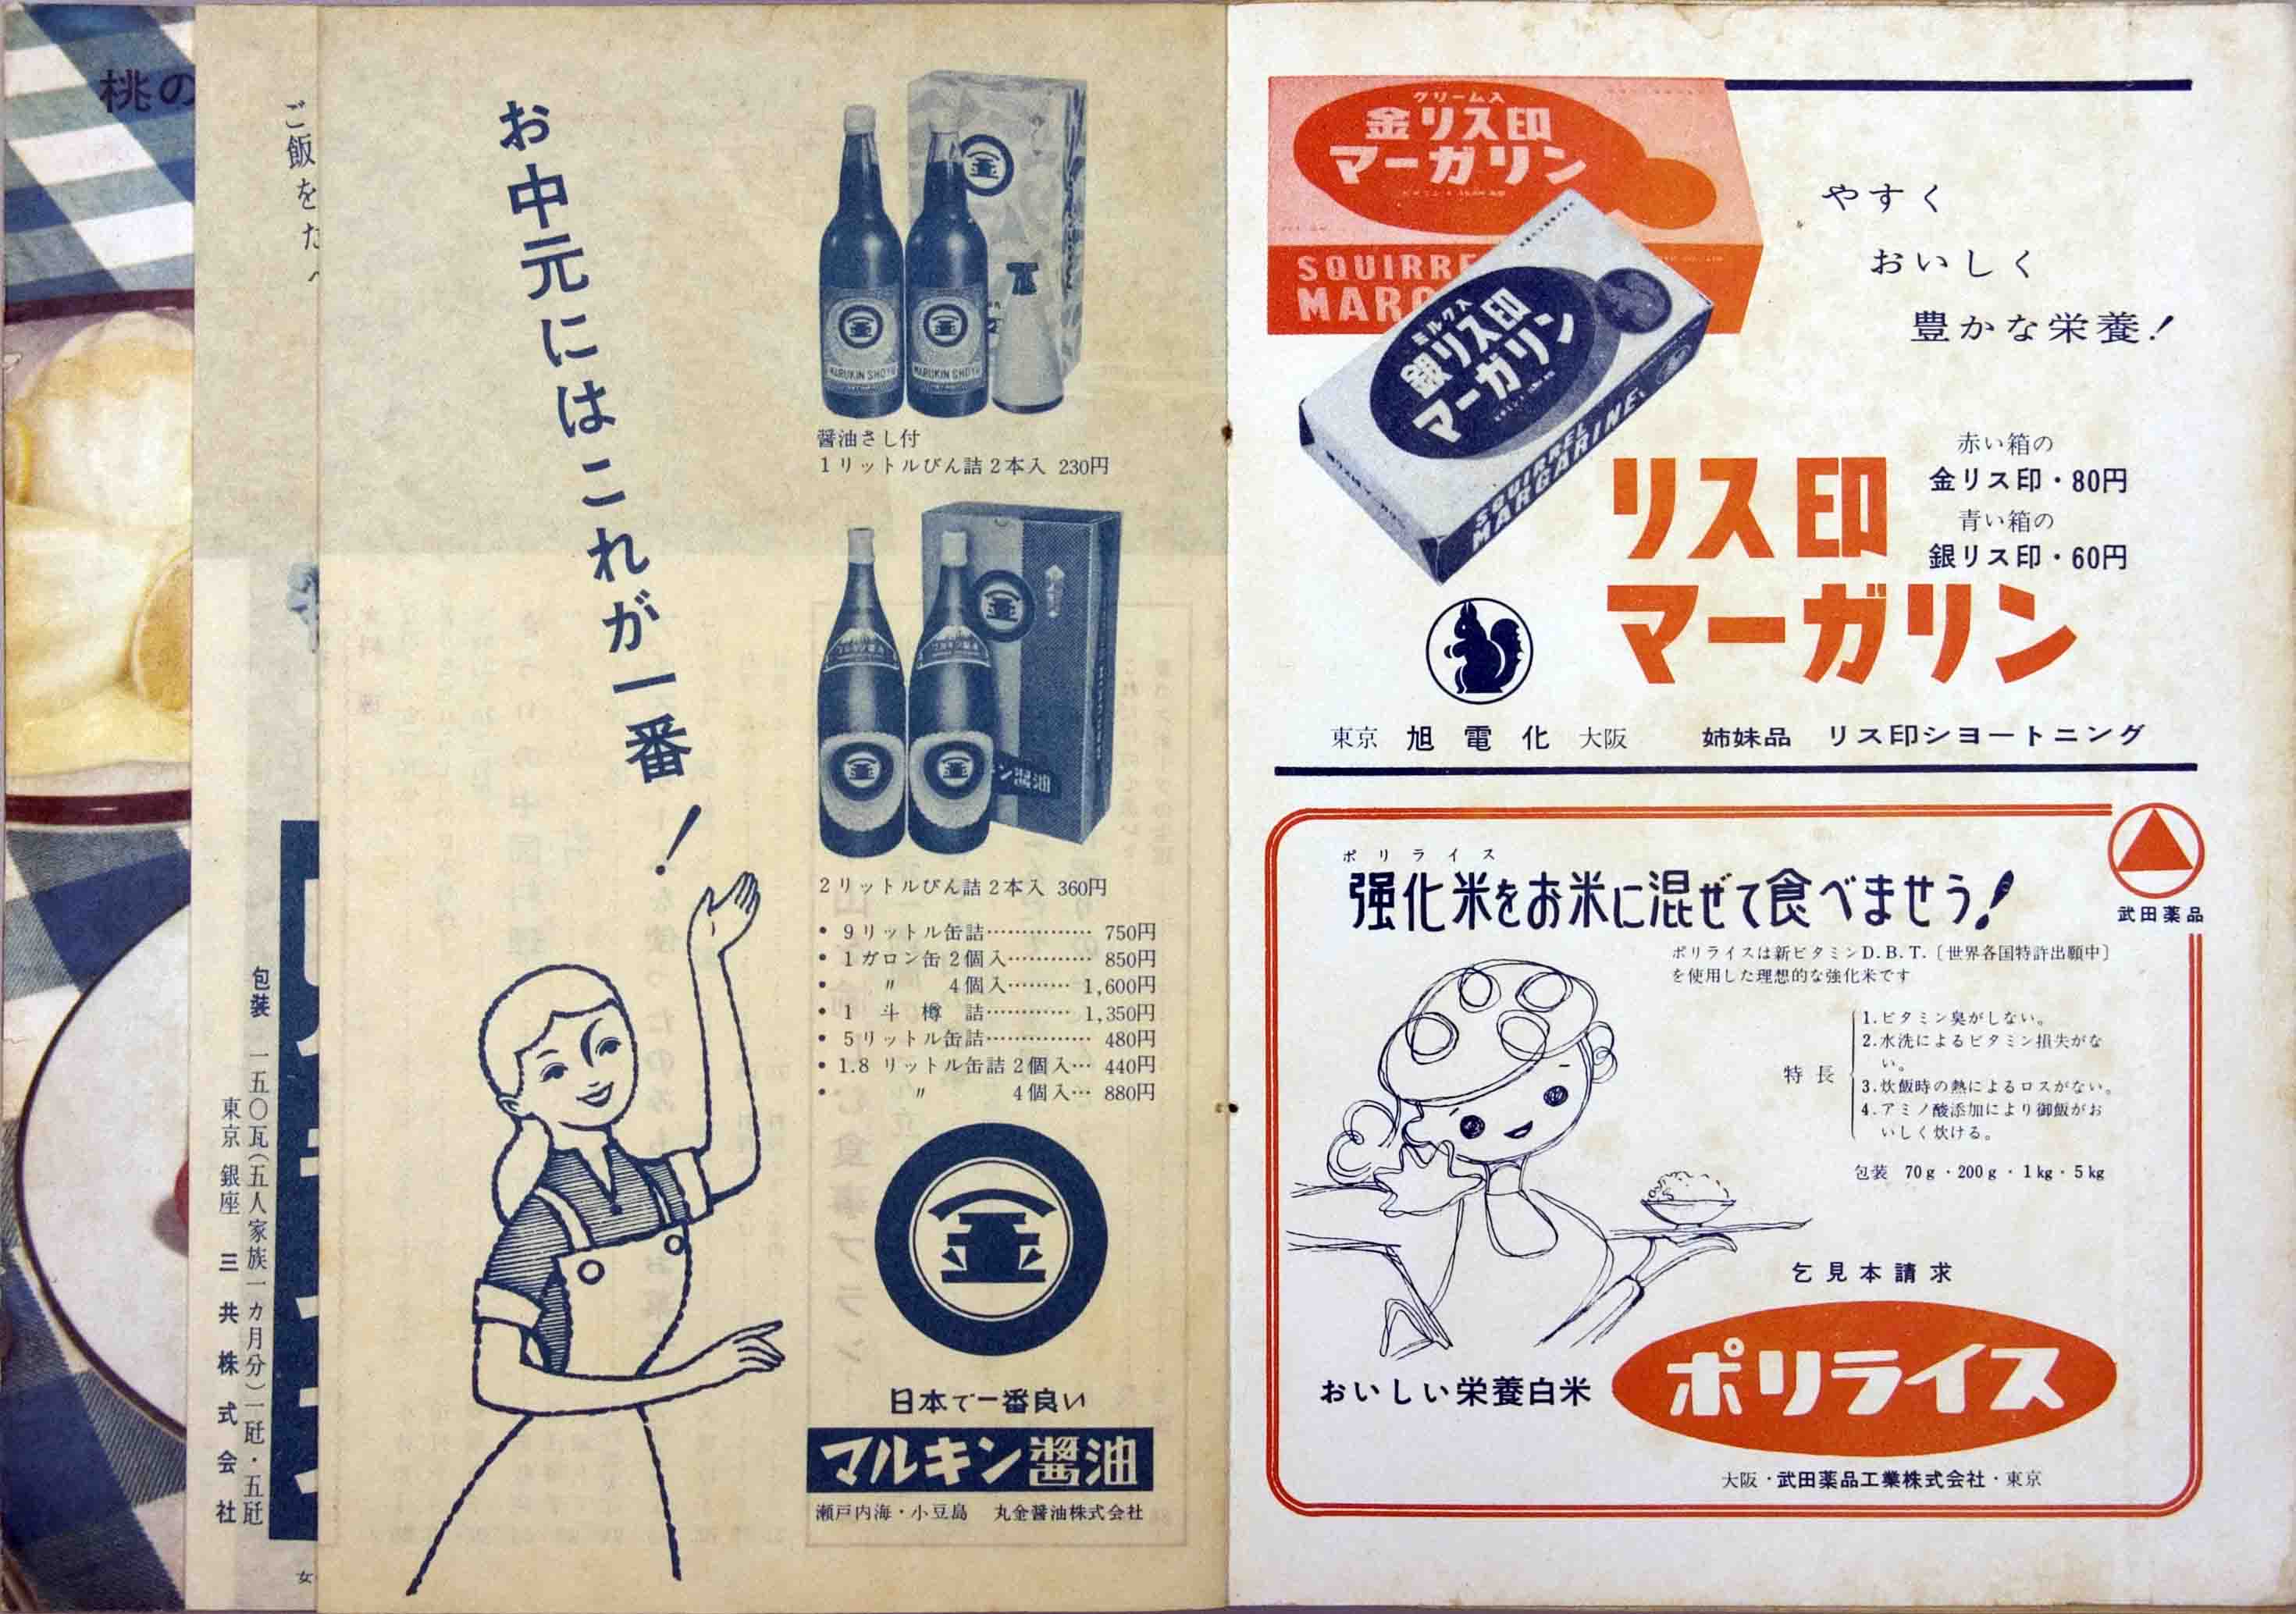 桃の
ご飯をた
包装 一五〇瓦(五人家族一カ月分)一瓩・五瓩
東京 銀座 三共株式会社
女
お中元にはこれが一番!
MARUKIN SHOYU
MARUKIN SHOYU
醤油さし付
1リットルびん詰2本入 230円
2リットルびん詰2本入 360円
・9リットル缶詰…………… 750円
・1ガロン缶2個入………… 850円
・〃 4個入……… 1,600円
・1斗樽詰………… 1,350円
・5リットル缶詰…………… 480円
・1.8リットル缶詰2個入… 440円
・〃 4個入… 880円
金
日本で一番良い
マルキン醤油
瀬戸内海・小豆島 丸金醤油株式会社
クリーム入
金リス印
マーガリン
SQUIRRE
MARG
ミルク入
銀リス印
マーガリン
SQUIRREL
MARGARINE
やすく
おいしく
豊かな栄養!
赤い箱の
金リス印・80円
青い箱の
銀リス印・60円
リス印
マーガリン
東京 旭電化 大阪 姉妹品 リス印ショートニング
武田薬品
ポリライス
強化米をお米に混ぜて食べませう!
ポリライスは新ビタミンD.B.T.〔世界各国特許出願中〕
を使用した理想的な強化米です
特長
1.ビタミン臭がしない。
2.水洗によるビタミン損失がな
い。
3.炊飯時の熱によるロスがない。
4.アミノ酸添加により御飯がお
いしく炊ける。
包装 70g・200g・1kg・5kg
乞見本請求
おいしい栄養白米
ポリライス
大阪・武田薬品工業株式会社・東京